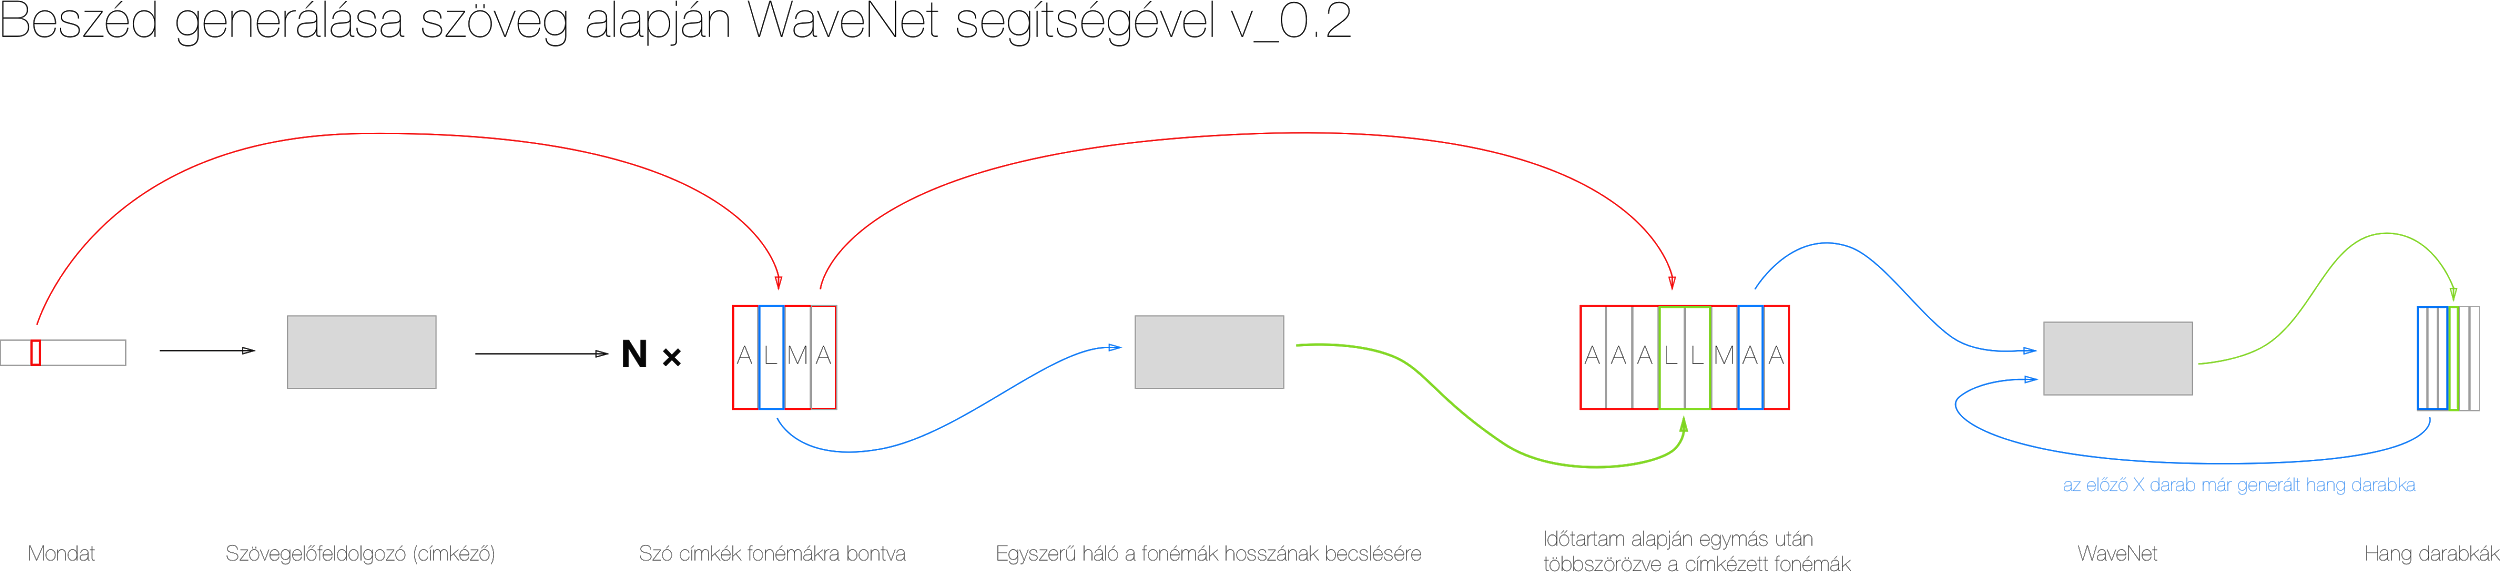 Beszéd generálása szöveg alapján WaveNet segítségével v_0.2
N ×
A L M A
A A A L L M A A
az előző X darab már generált hang darabka
Mondat
Szövegelőfeldolgozó (címkéző)
Szó címkék fonémákra bontva
Egyszerű háló a fonémák hosszának becslésére
Időtartam alapján egymás után
többszörözve a címkézett fonémák
WaveNet
Hang darabkák